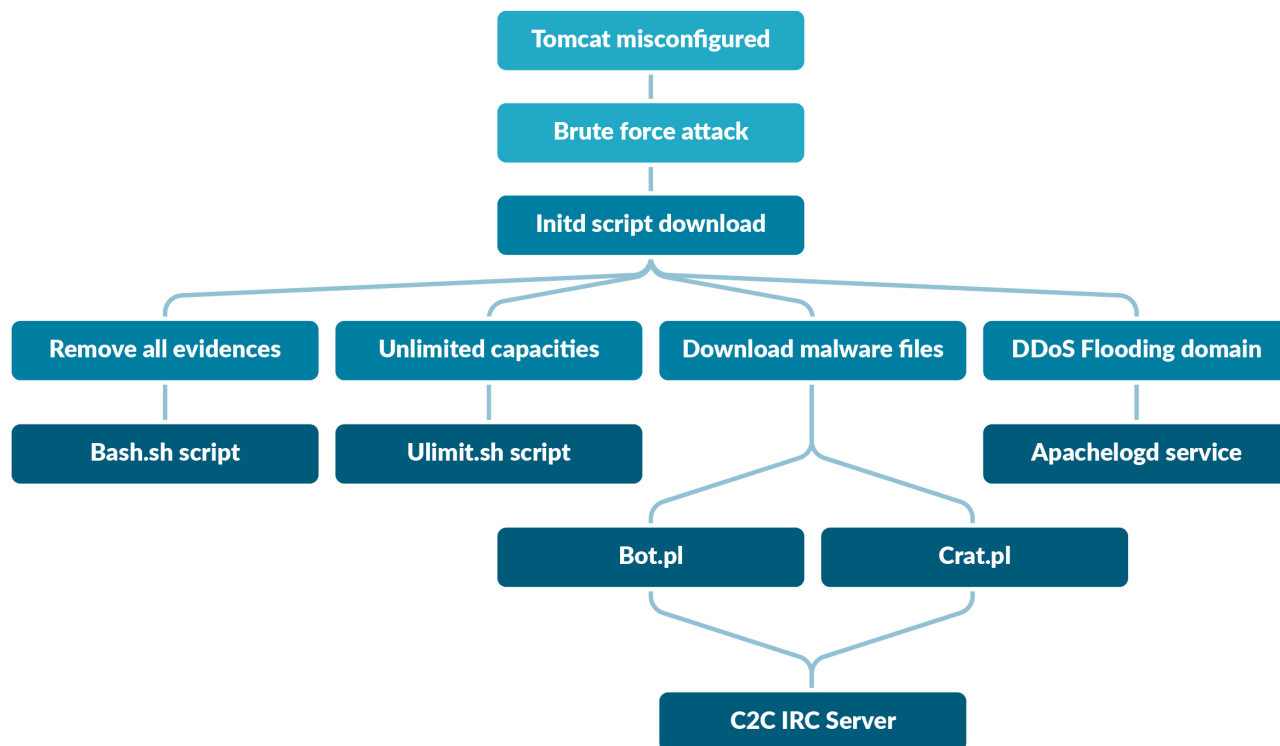 Tomcat misconfigured
Brute force attack
Initd script download
Remove all evidences
Unlimited capacities
Download malware files
DDoS Flooding domain
Bash.sh script
Ulimit.sh script
Apachelogd service
Bot.pl
Crat.pl
C2C IRC Server